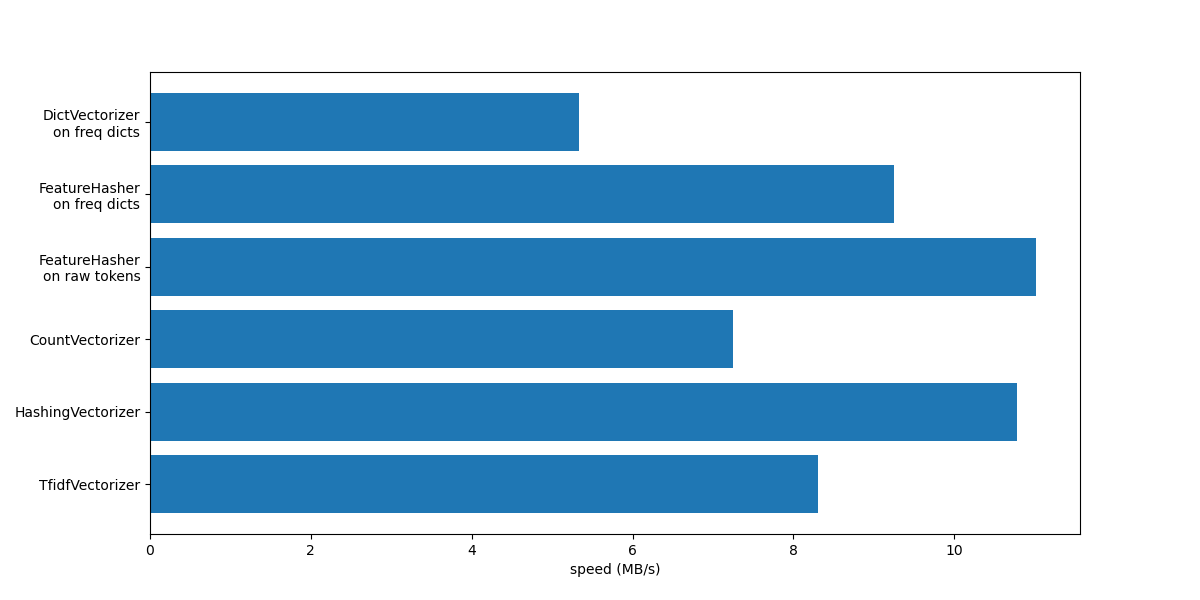 DictVectorizer
on freq dicts
FeatureHasher
on freq dicts
FeatureHasher
on raw tokens
CountVectorizer
HashingVectorizer
TfidfVectorizer
0 2 4 6 8 10
speed (MB/s)